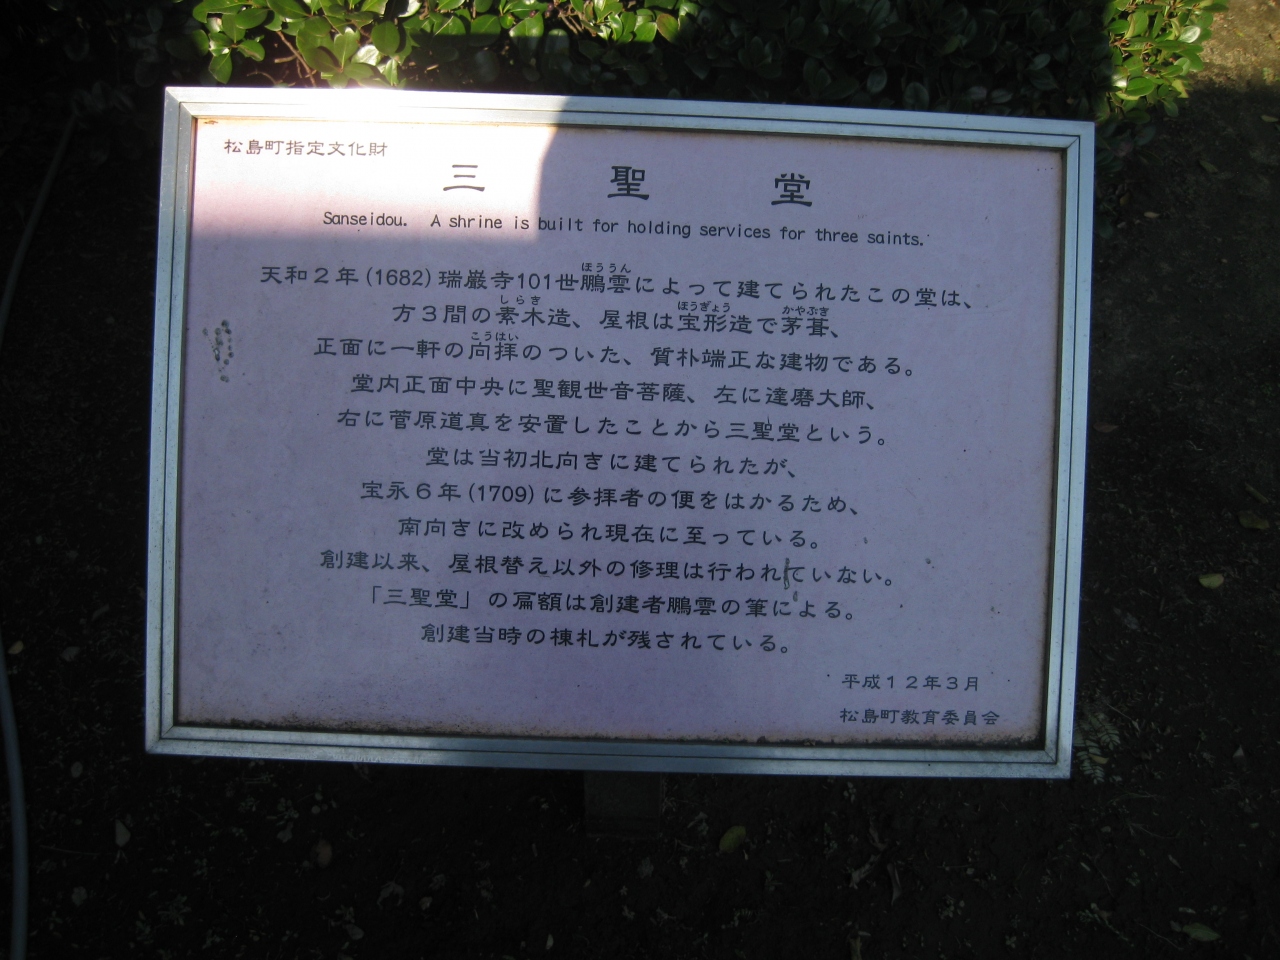 松島町指定文化財
三聖堂
Sanseidou. A shrine is built for holding services for three saints.
天和2年(1682)瑞巌寺101世鵬雲によって建てられたこの堂は、
方3間の素木造、屋根は宝形造で茅葺、
正面に一軒の向拝のついた、質朴端正な建物である。
堂内正面中央に聖観世音菩薩、左に達磨大師、
右に菅原道真を安置したことから三聖堂という。
堂は当初北向きに建てられたが、
宝永6年(1709)に参拝者の便をはかるため、
南向きに改められ現在に至っている。
創建以来、屋根替え以外の修理は行われていない。
「三聖堂」の扁額は創建者鵬雲の筆による。
創建当時の棟札が残されている。
平成12年3月
松島町教育委員会